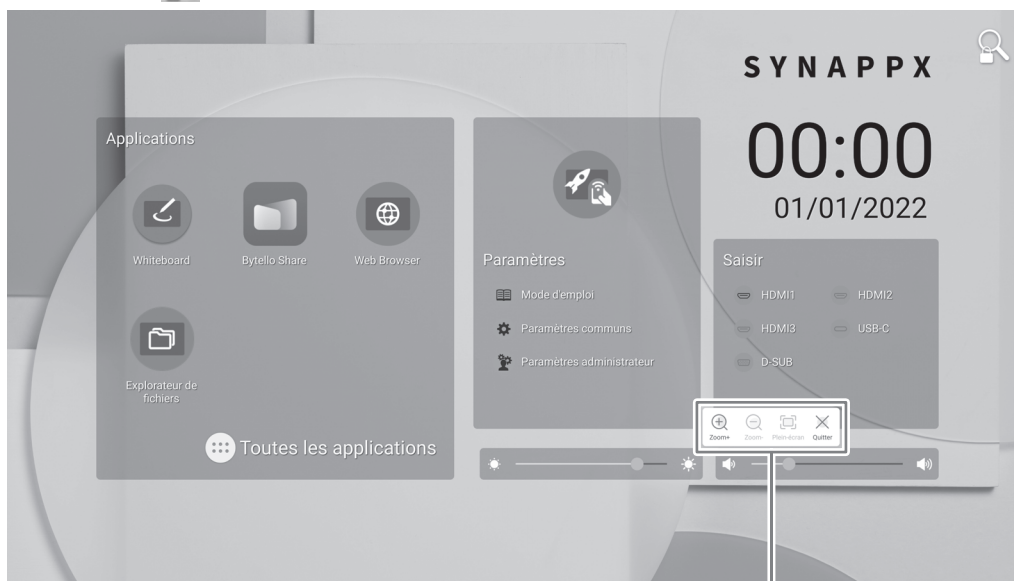 SYNAPPX
00:00
01/01/2022
Applications
Whiteboard
Bytello Share
Web Browser
Explorateur de
fichiers
Toutes les applications
Paramètres
Mode d'emploi
Paramètres communs
Paramètres administrateur
Saisir
HDMI1
HDMI2
HDMI3
USB-C
D-SUB
Zoom+
Zoom-
Plein-écran
Quitter